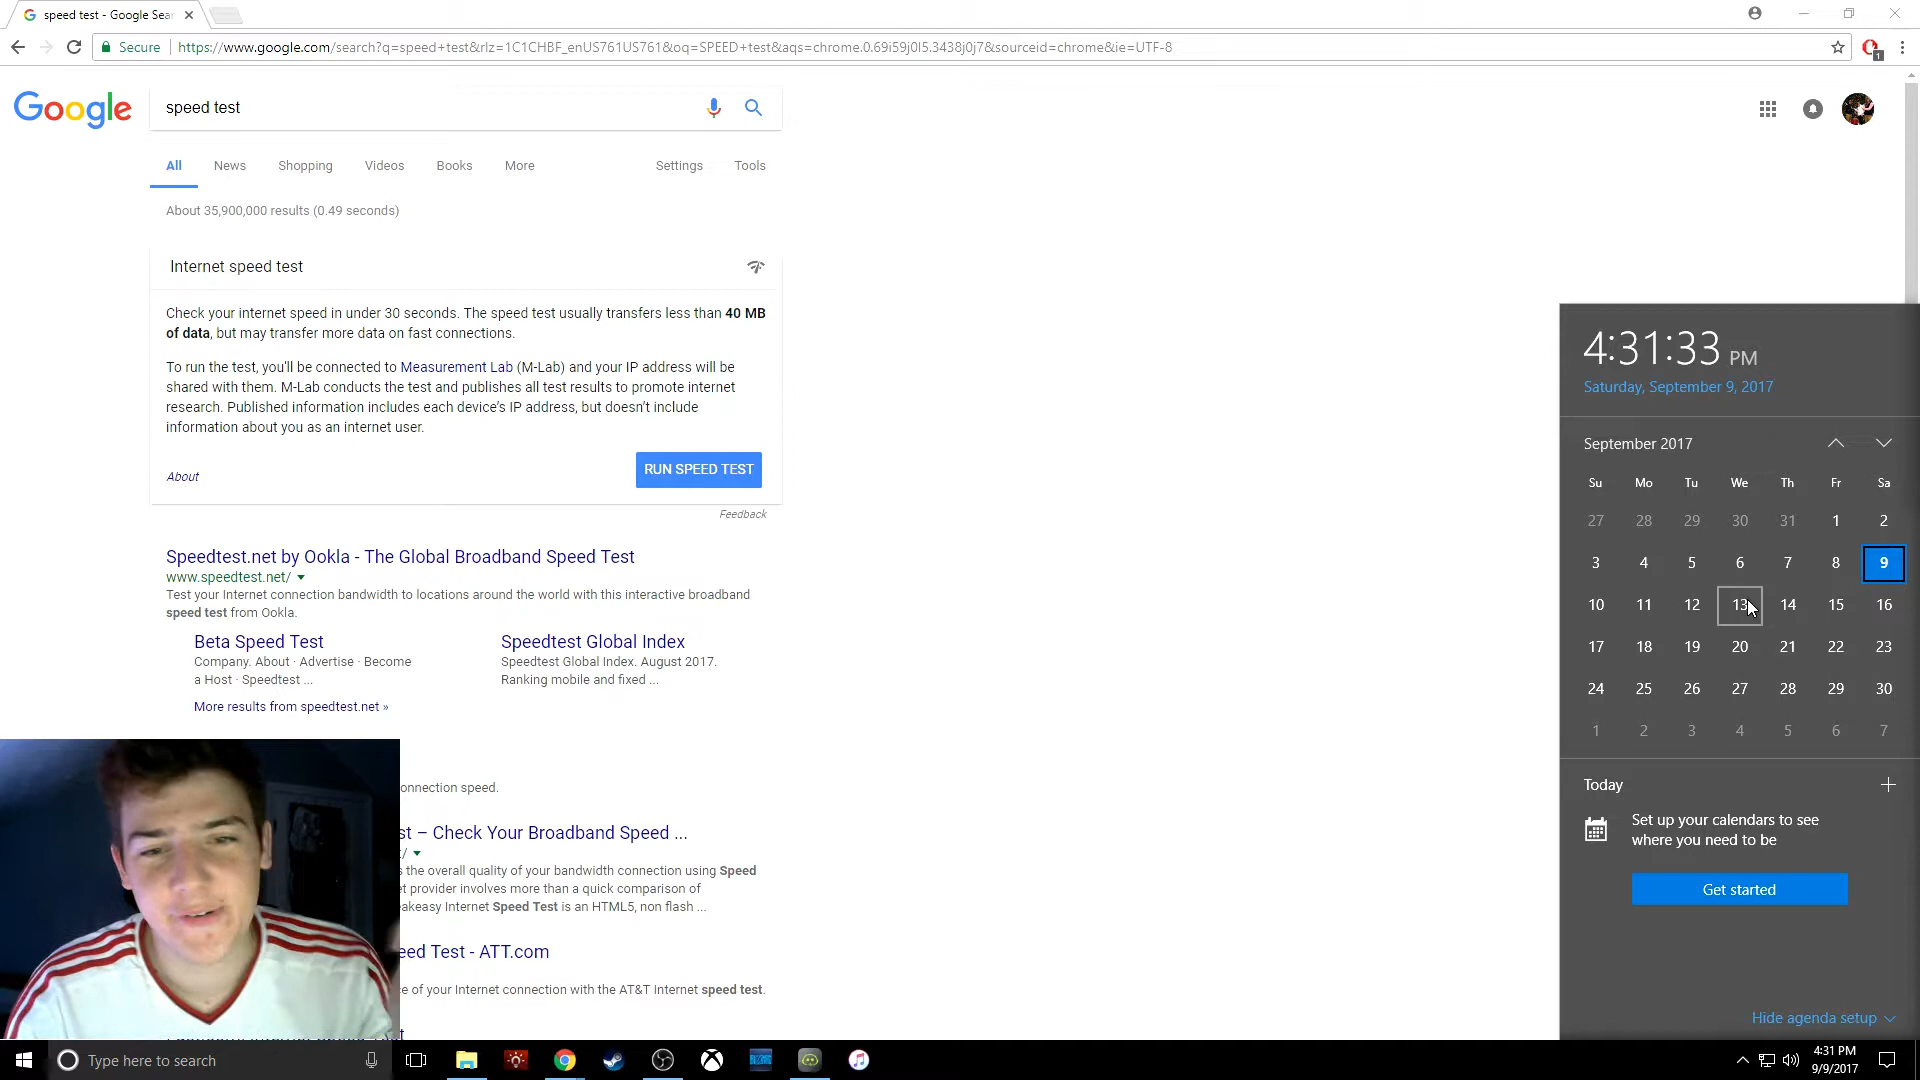 speed test - Google Sear
Secure
https://www.google.com/search?q=speed+test&rlz=1C1CHBF_enUS761US761&oq=SPEED+test&aqs=chrome.0.69i59j0l5.3438j0j7&sourceid=chrome&ie=UTF-8
1
Google
speed test
All News Shopping Videos Books More Settings Tools
About 35,900,000 results (0.49 seconds)
Internet speed test
Check your internet speed in under 30 seconds. The speed test usually transfers less than 40 MB
of data, but may transfer more data on fast connections.
To run the test, you'll be connected to Measurement Lab (M-Lab) and your IP address will be
shared with them. M-Lab conducts the test and publishes all test results to promote internet
research. Published information includes each device's IP address, but doesn't include
information about you as an internet user.
About
RUN SPEED TEST
Feedback
Speedtest.net by Ookla - The Global Broadband Speed Test
www.speedtest.net/
Test your Internet connection bandwidth to locations around the world with this interactive broadband
speed test from Ookla.
Beta Speed Test
Company. About · Advertise · Become
a Host · Speedtest ...
Speedtest Global Index
Speedtest Global Index. August 2017.
Ranking mobile and fixed ...
More results from speedtest.net »
onnection speed.
st – Check Your Broadband Speed ...
/
s the overall quality of your bandwidth connection using Speed
et provider involves more than a quick comparison of
eakeasy Internet Speed Test is an HTML5, non flash ...
eed Test - ATT.com
ce of your Internet connection with the AT&T Internet speed test.
4:31:33 PM
Saturday, September 9, 2017
September 2017
Su Mo Tu We Th Fr Sa
27 28 29 30 31 1 2
3 4 5 6 7 8 9
10 11 12 13 14 15 16
17 18 19 20 21 22 23
24 25 26 27 28 29 30
1 2 3 4 5 6 7
Today
Set up your calendars to see
where you need to be
Get started
Hide agenda setup
Type here to search
4:31 PM
9/9/2017